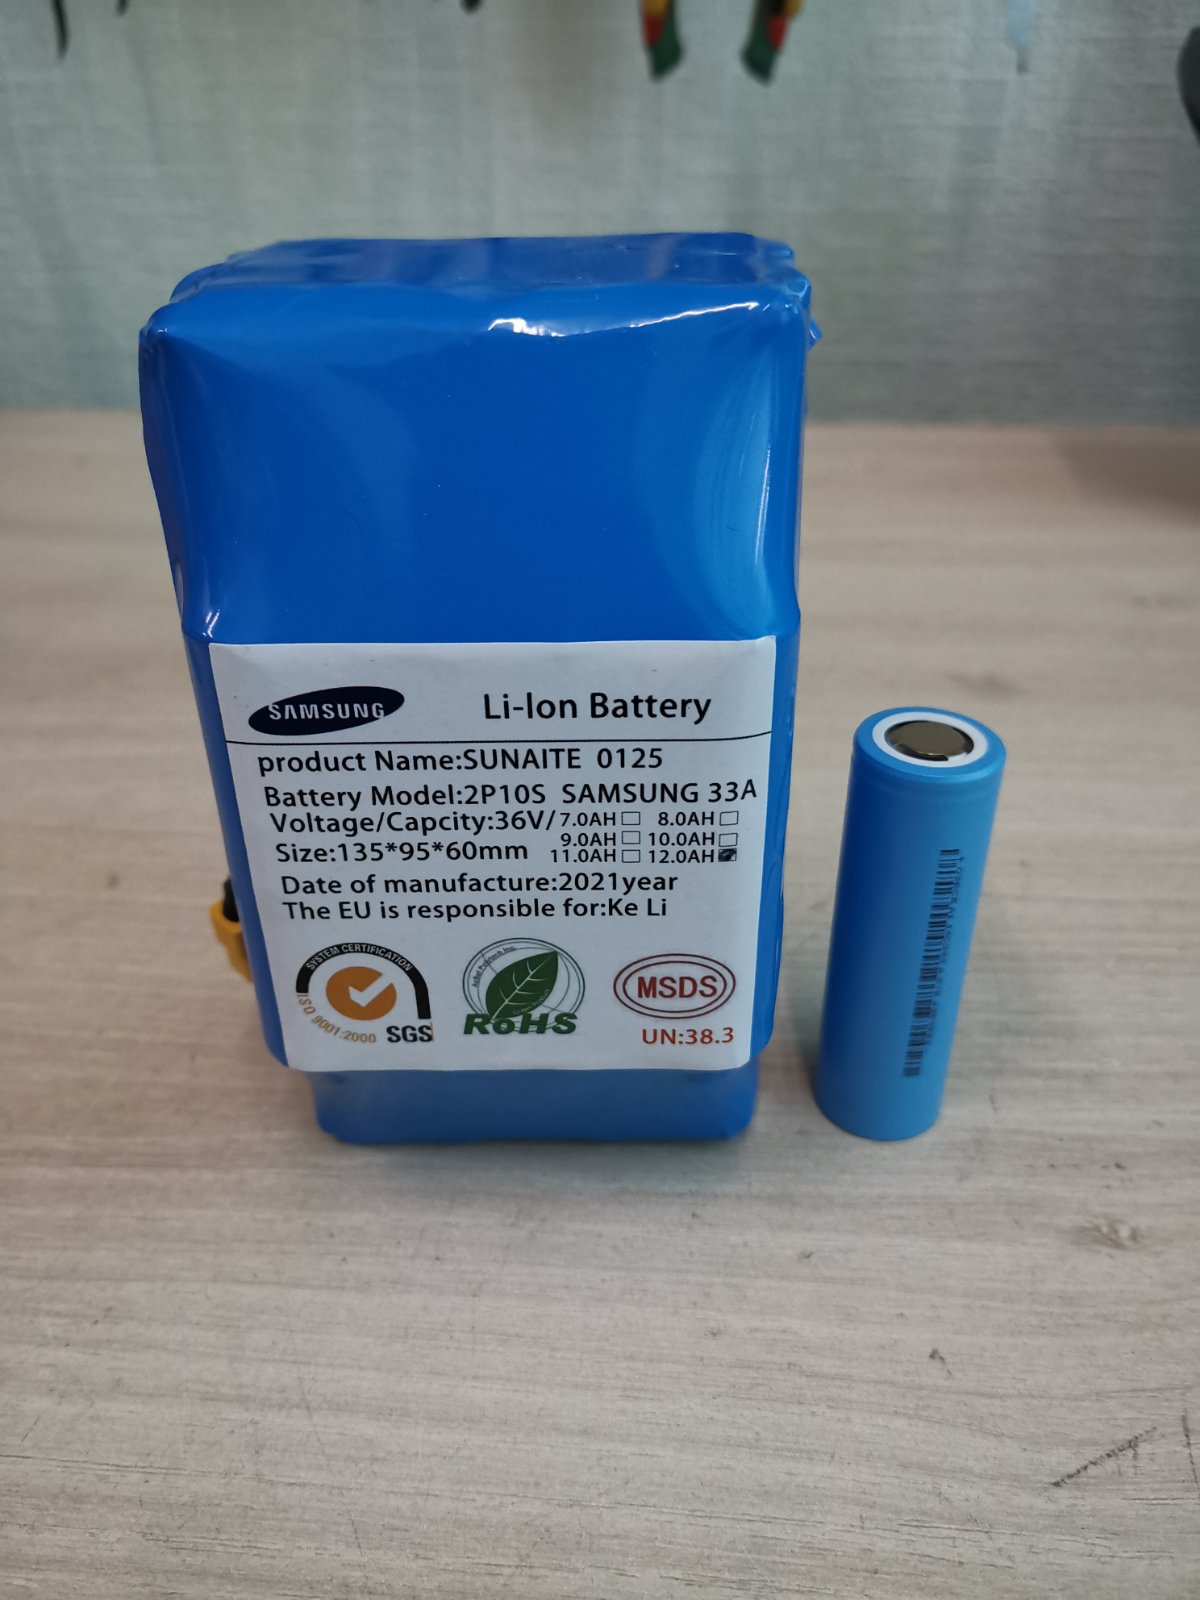 SAMSUNG Li-Ion Battery
product Name:SUNAITE 0125
Battery Model:2P10S SAMSUNG 33A
Voltage/Capcity:36V/7.0AH 8.0AH
9.0AH 10.0AH
Size:135*95*60mm 11.0AH 12.0AH
Date of manufacture:2021year
The EU is responsible for:Ke Li
SYSTEM CERTIFICATION
ISO 9001:2000 SGS
RoHS
MSDS
UN:38.3